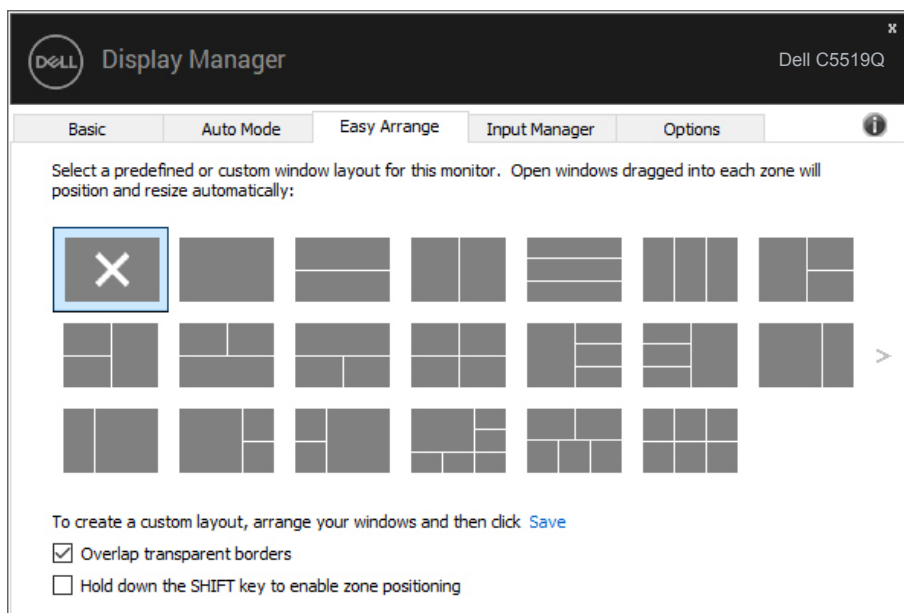 x
DELL Display Manager
Dell C5519Q
Basic Auto Mode Easy Arrange Input Manager Options
Select a predefined or custom window layout for this monitor. Open windows dragged into each zone will
position and resize automatically:
>
To create a custom layout, arrange your windows and then click Save
Overlap transparent borders
Hold down the SHIFT key to enable zone positioning